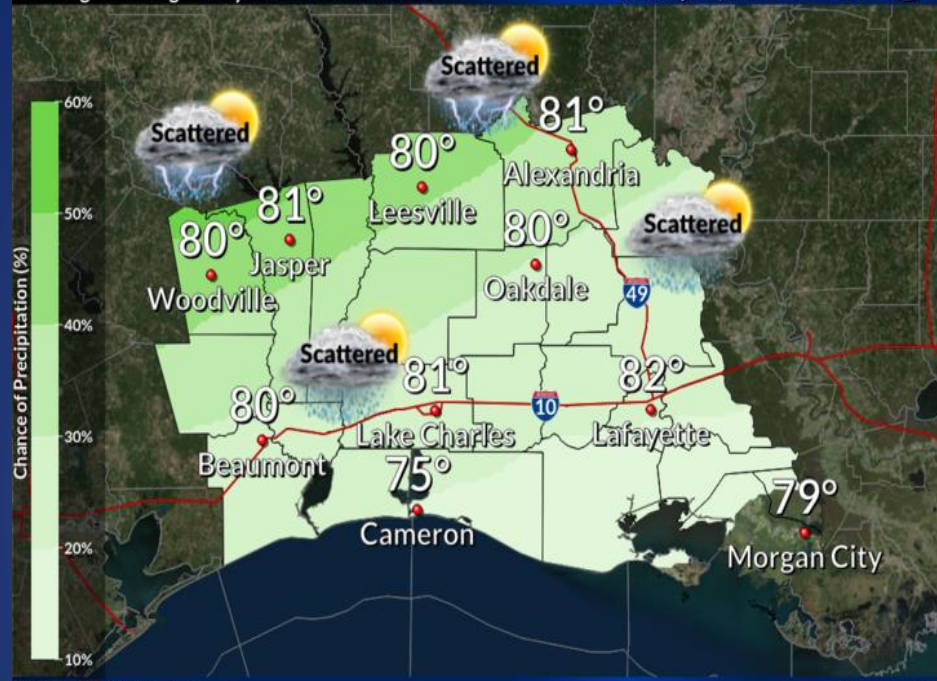 Scattered
81°
Scattered
80°
Alexandria
60%
81°
Leesville
Scattered
50%
80°
80°
Jasper
Oakdale
Woodville
49
40%
Scattered
81°
82°
80°
10
Lake Charles
Lafayette
30%
Beaumont
75°
79°
Cameron
20%
Morgan City
10%
Chance of Precipitation (%)